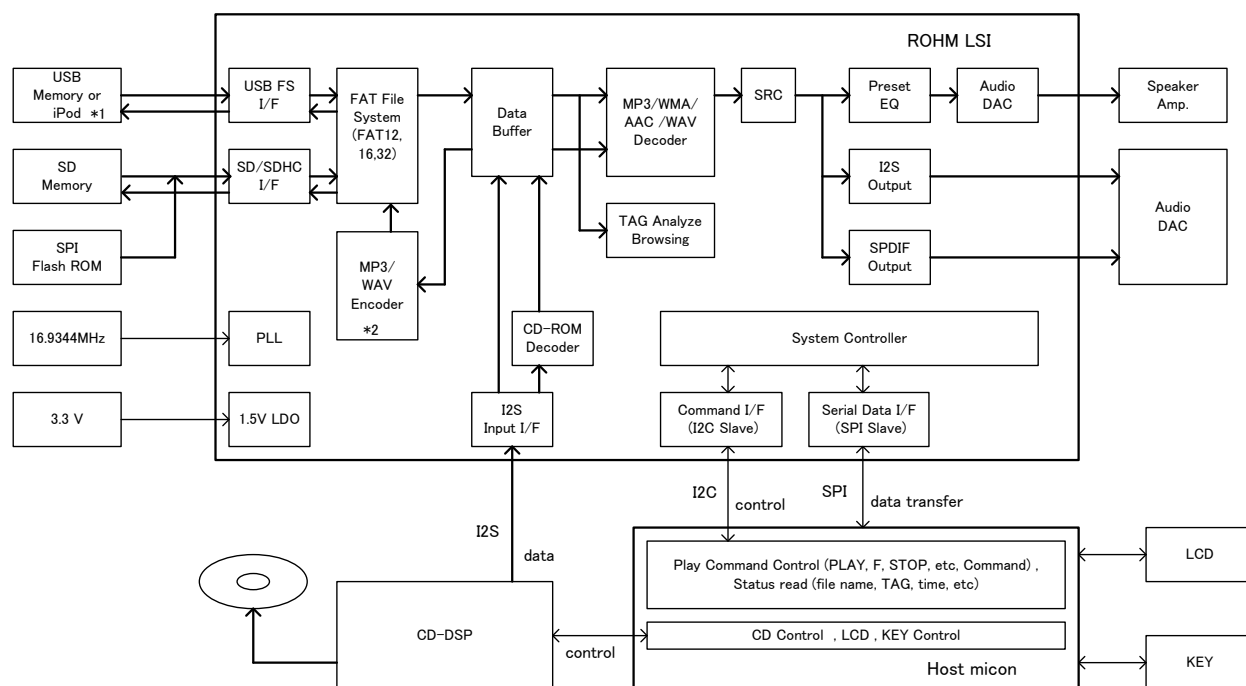 ROHM LSI
USB
Memory or
iPod *1
USB FS
I/F
FAT File
System
(FAT12,
16,32)
Data
Buffer
MP3/WMA/
AAC /WAV
Decoder
SRC
Preset
EQ
Audio
DAC
Speaker
Amp.
SD
Memory
SD/SDHC
I/F
I2S
Output
Audio
DAC
SPI
Flash ROM
MP3/
WAV
Encoder
*2
TAG Analyze
Browsing
SPDIF
Output
16.9344MHz
PLL
CD-ROM
Decoder
System Controller
3.3 V
1.5V LDO
I2S
Input I/F
Command I/F
(I2C Slave)
Serial Data I/F
(SPI Slave)
I2S
data
I2C
control
SPI
data transfer
Play Command Control (PLAY, F, STOP, etc, Command) ,
Status read (file name, TAG, time, etc)
LCD
CD-DSP
control
CD Control , LCD , KEY Control
Host micon
KEY